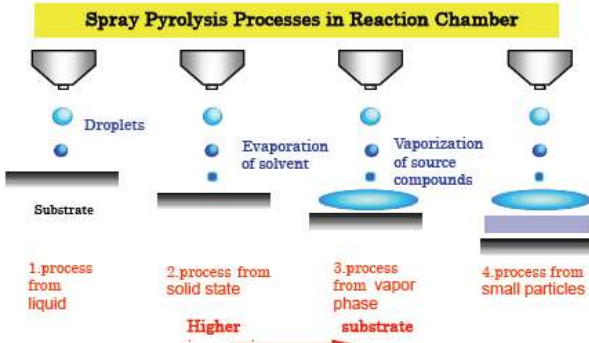 Spray Pyrolysis Processes in Reaction Chamber
Droplets
Evaporation
of solvent
Vaporization
of source
compounds
Substrate
1.process
from
liquid
2.process from
solid state
3.process
from vapor
phase
4.process from
small particles
Higher substrate